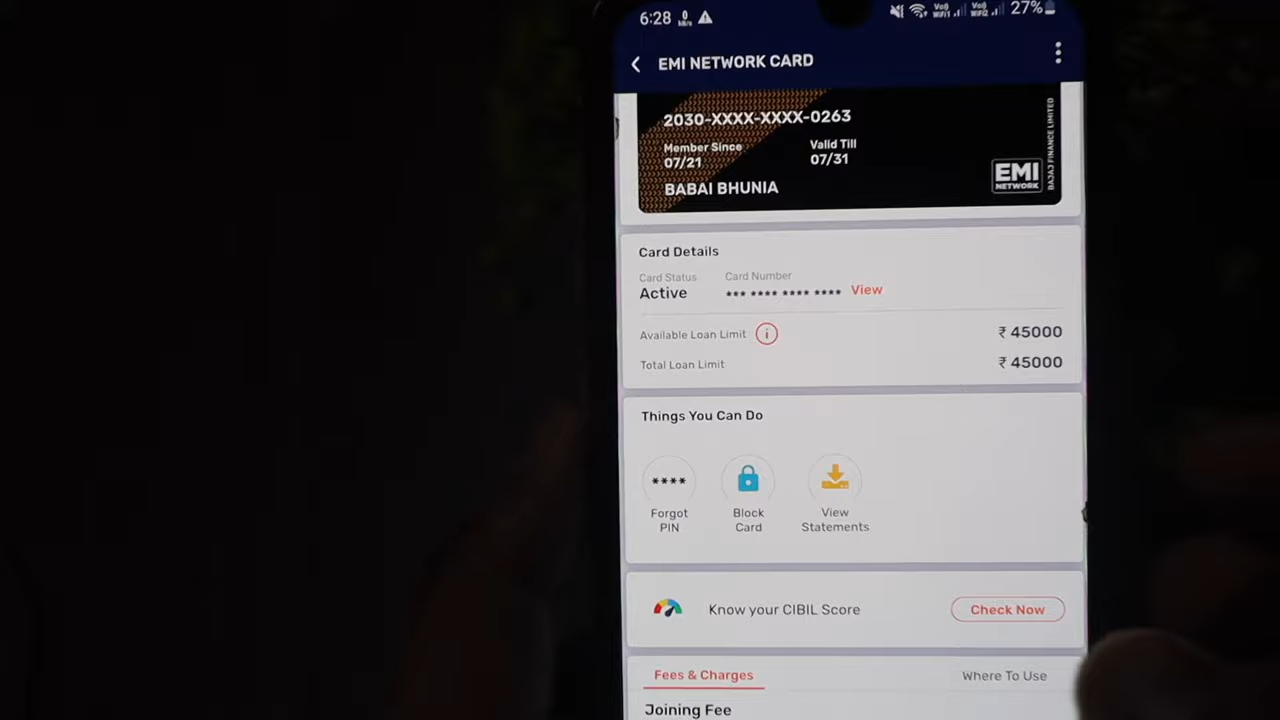 6:28 0 KB/s 27%
EMI NETWORK CARD
2030-XXXX-XXXX-0263
Member Since
07/21
Valid Till
07/31
BABAI BHUNIA
EMI
NETWORK
BAJAJ FINANCE LIMITED
Card Details
Card Status
Active
Card Number
*** **** **** **** View
Available Loan Limit i ₹ 45000
Total Loan Limit ₹ 45000
Things You Can Do
****
Forgot
PIN
Block
Card
View
Statements
Know your CIBIL Score Check Now
Fees & Charges Where To Use
Joining Fee